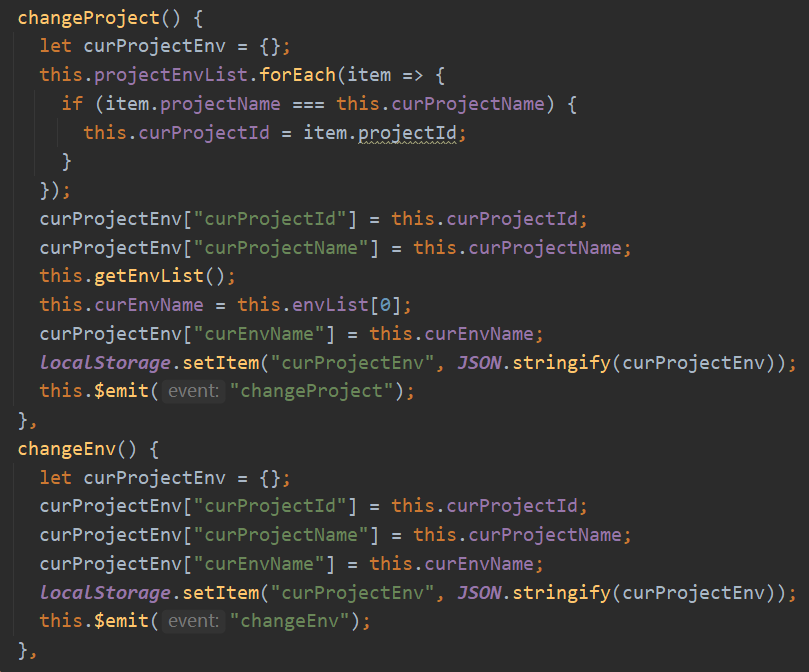 changeProject() {
let curProjectEnv = {};
this.projectEnvList.forEach(item => {
if (item.projectName === this.curProjectName) {
this.curProjectId = item.projectId;
}
});
curProjectEnv["curProjectId"] = this.curProjectId;
curProjectEnv["curProjectName"] = this.curProjectName;
this.getEnvList();
this.curEnvName = this.envList[0];
curProjectEnv["curEnvName"] = this.curEnvName;
localStorage.setItem("curProjectEnv", JSON.stringify(curProjectEnv));
this.$emit( event: "changeProject");
},
changeEnv() {
let curProjectEnv = {};
curProjectEnv["curProjectId"] = this.curProjectId;
curProjectEnv["curProjectName"] = this.curProjectName;
curProjectEnv["curEnvName"] = this.curEnvName;
localStorage.setItem("curProjectEnv", JSON.stringify(curProjectEnv));
this.$emit( event: "changeEnv");
},